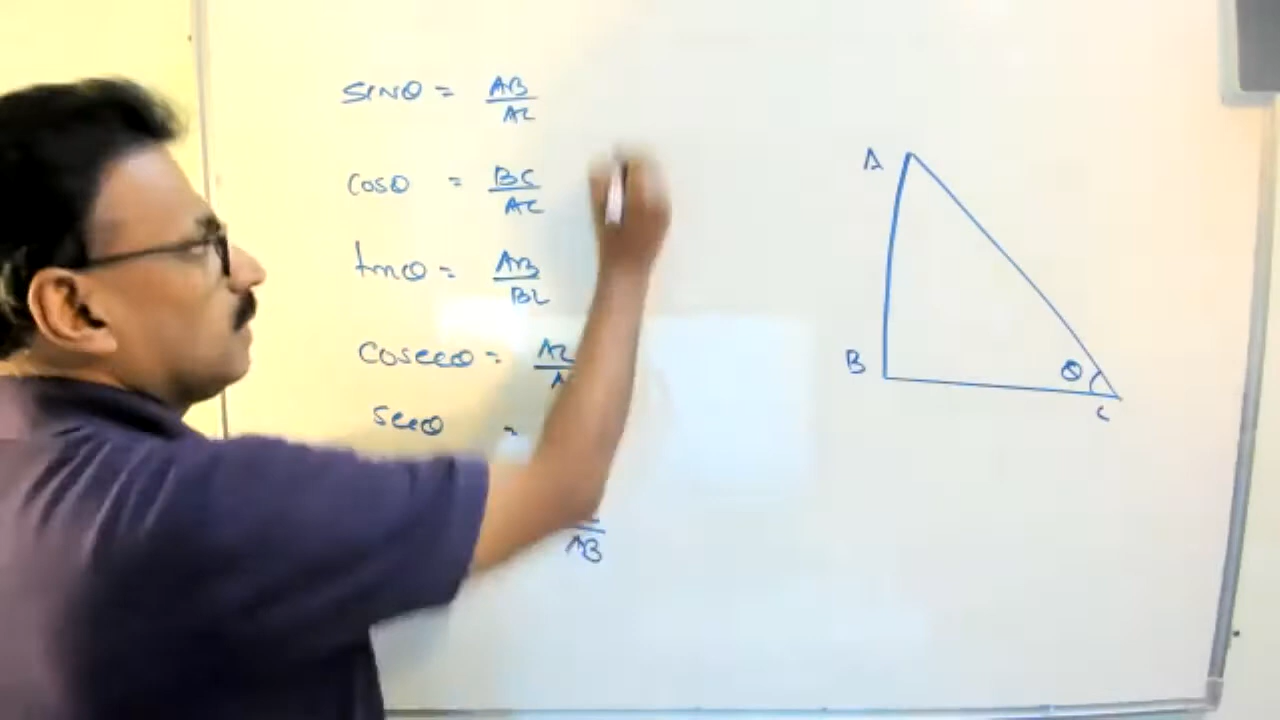 sinθ = AB/AC
cosθ = BC/AC
tanθ = AB/BC
cosecθ = AC/A
secθ =
AB
A
B
θ
C